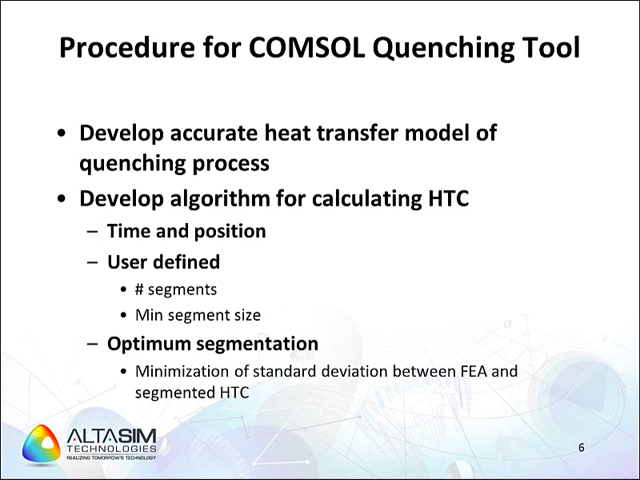 Procedure for COMSOL Quenching Tool
• Develop accurate heat transfer model of
quenching process
• Develop algorithm for calculating HTC
– Time and position
– User defined
• # segments
• Min segment size
– Optimum segmentation
• Minimization of standard deviation between FEA and
segmented HTC
ALTASIM
TECHNOLOGIES
REALIZING TOMORROW'S TECHNOLOGY
6